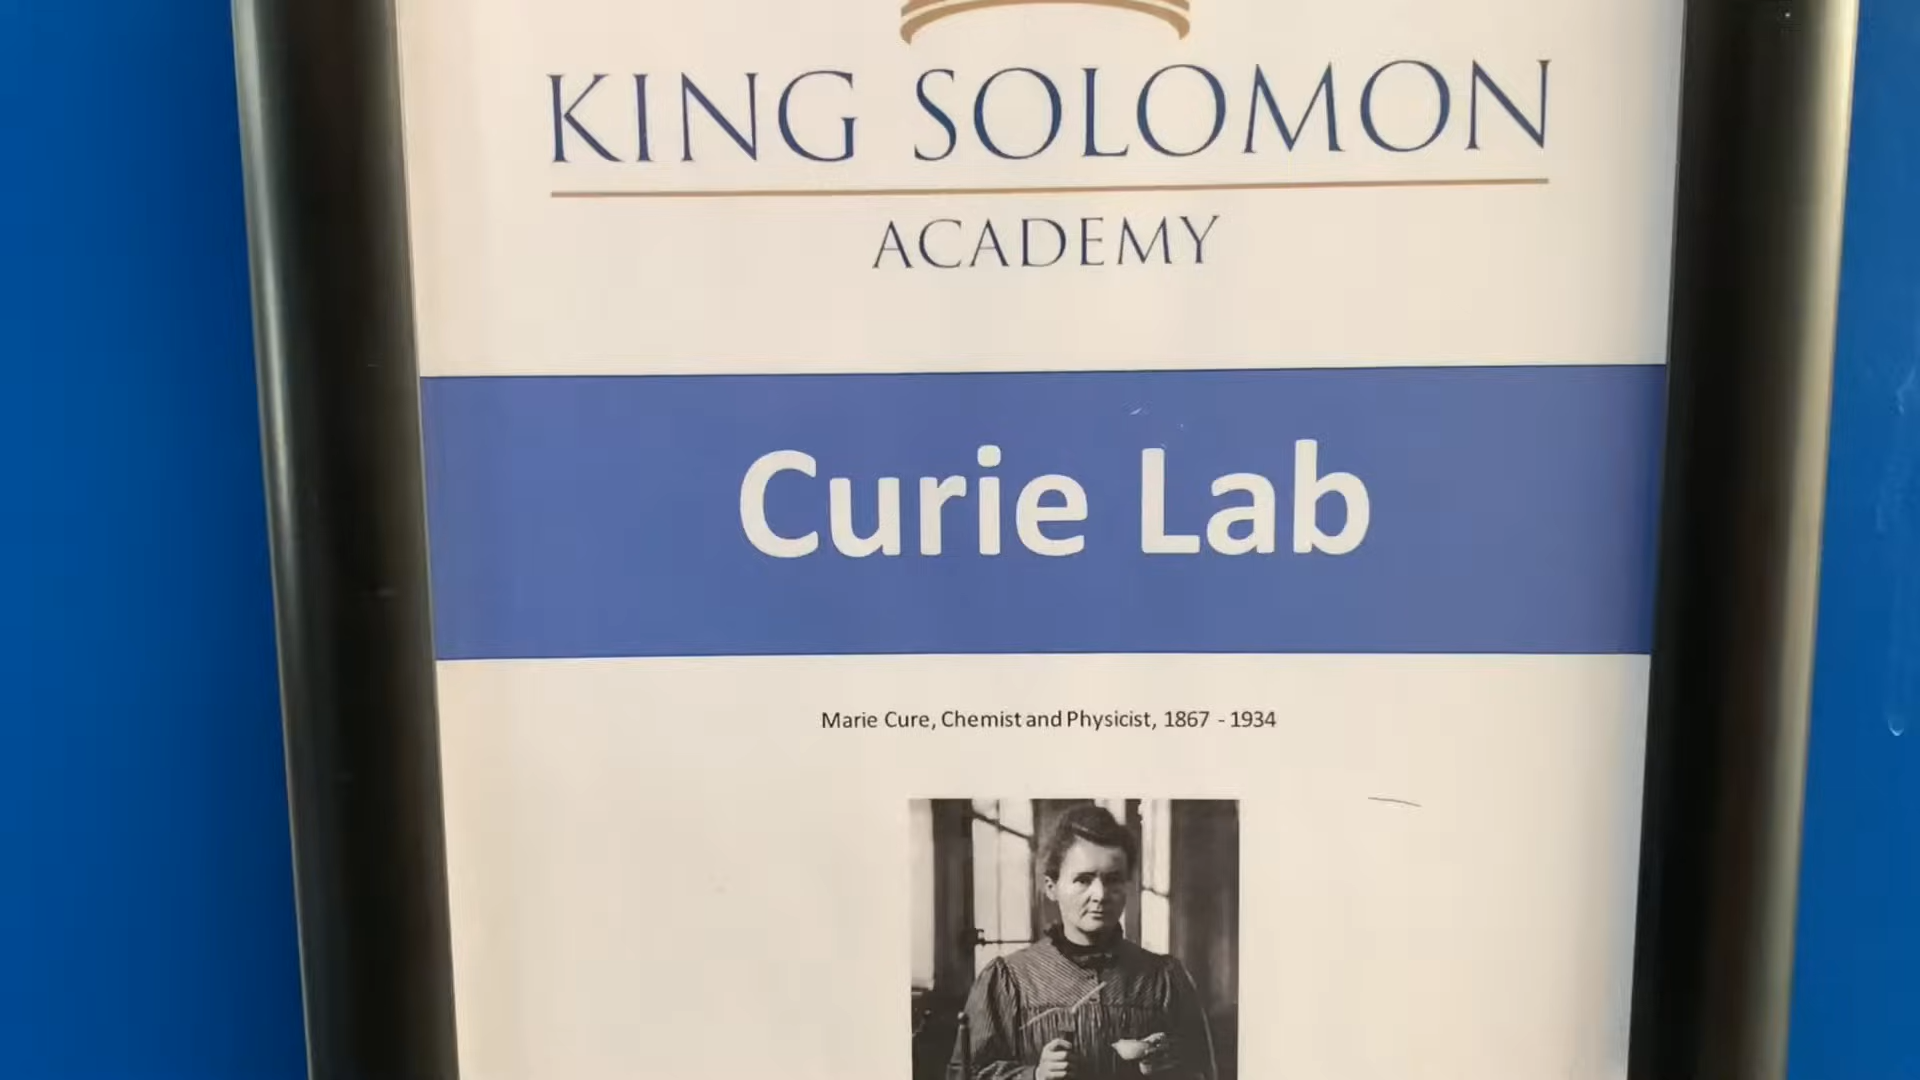 KING SOLOMON
ACADEMY
Curie Lab
Marie Cure, Chemist and Physicist, 1867 - 1934